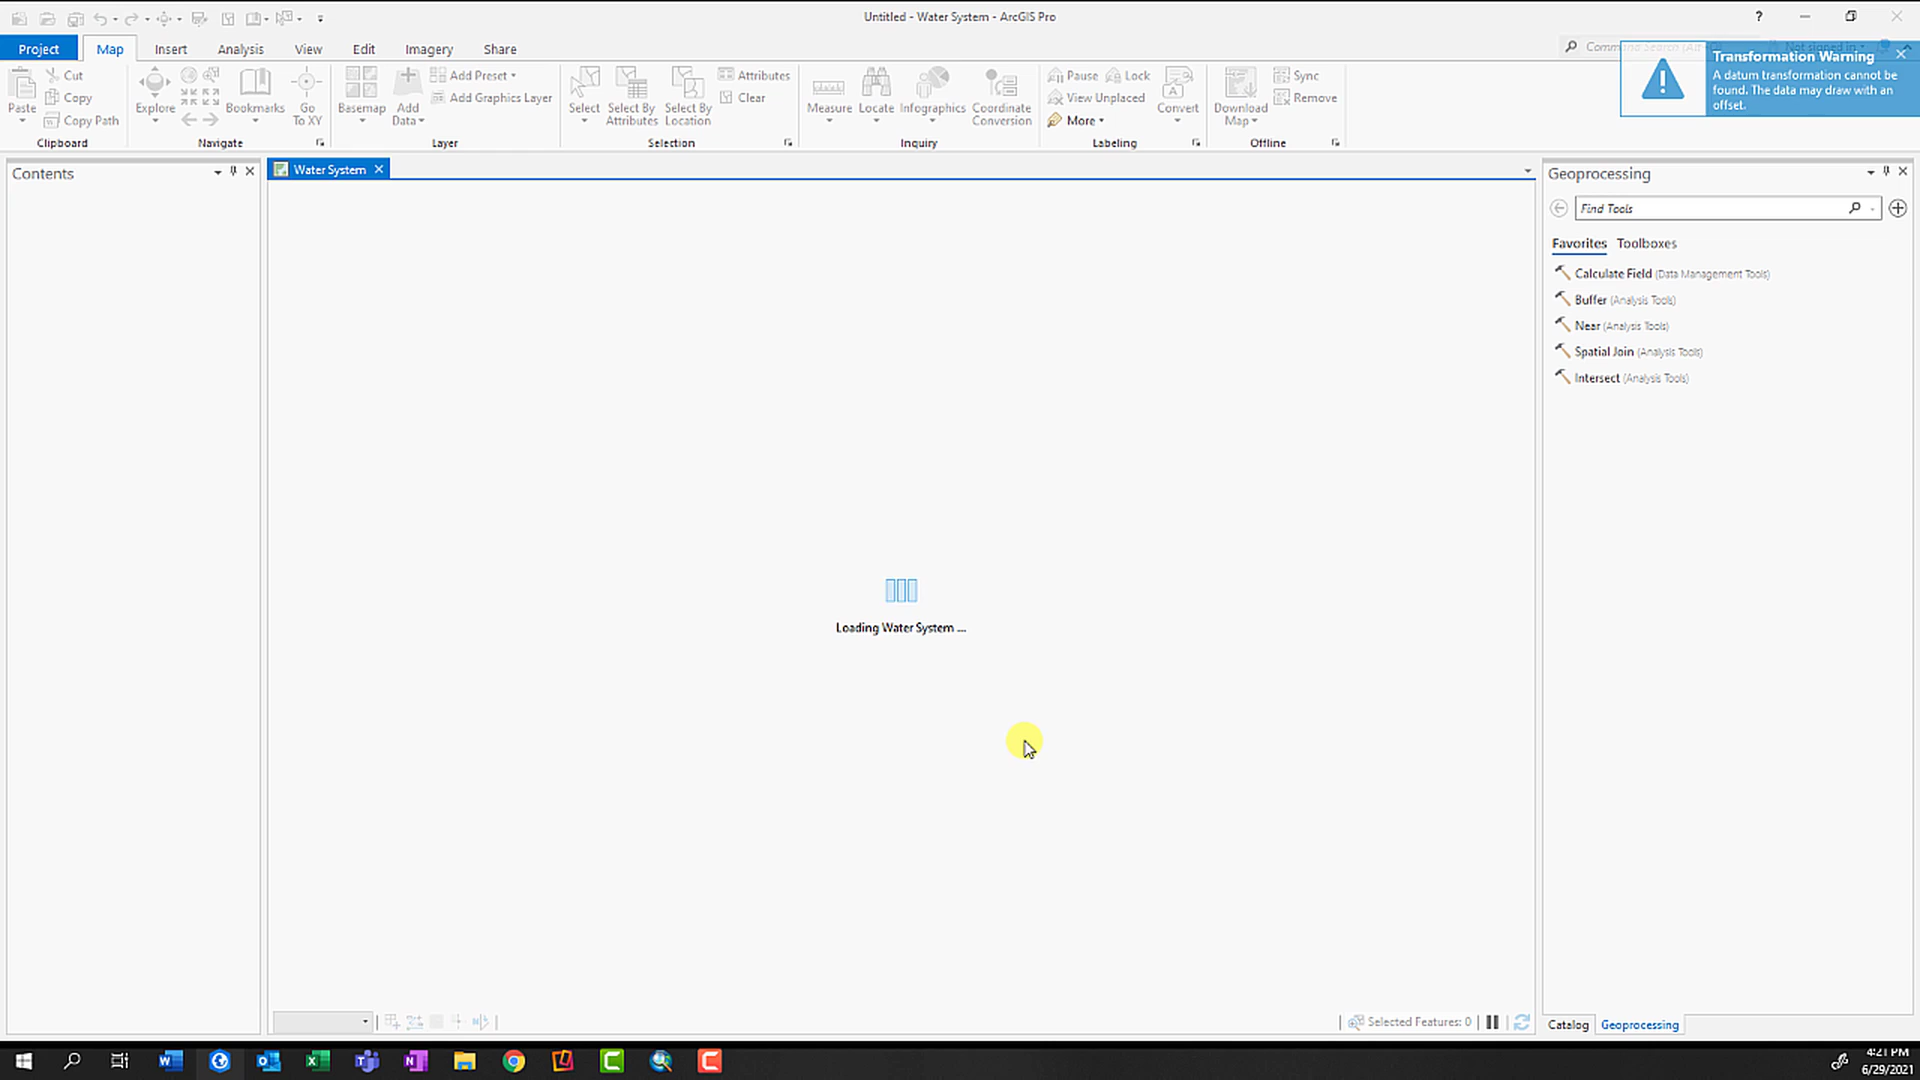 Untitled - Water System - ArcGIS Pro
?
Project
Map
Insert
Analysis
View
Edit
Imagery
Share
Transformation Warning
A datum transformation cannot be
found. The data may draw with an
offset.
Paste
Cut
Copy
Copy Path
Clipboard
Explore
Bookmarks
Go
To XY
Navigate
Basemap
Add
Data
Add Preset
Add Graphics Layer
Layer
Select
Select By
Attributes
Select By
Location
Attributes
Clear
Selection
Measure
Locate
Infographics
Coordinate
Conversion
Inquiry
Pause
Lock
View Unplaced
More
Convert
Labeling
Download
Map
Sync
Remove
Offline
Contents
Water System
Loading Water System ...
Selected Features: 0
Geoprocessing
Find Tools
Favorites
Toolboxes
Calculate Field (Data Management Tools)
Buffer (Analysis Tools)
Near (Analysis Tools)
Spatial Join (Analysis Tools)
Intersect (Analysis Tools)
Catalog
Geoprocessing
4:21 PM
6/29/2021